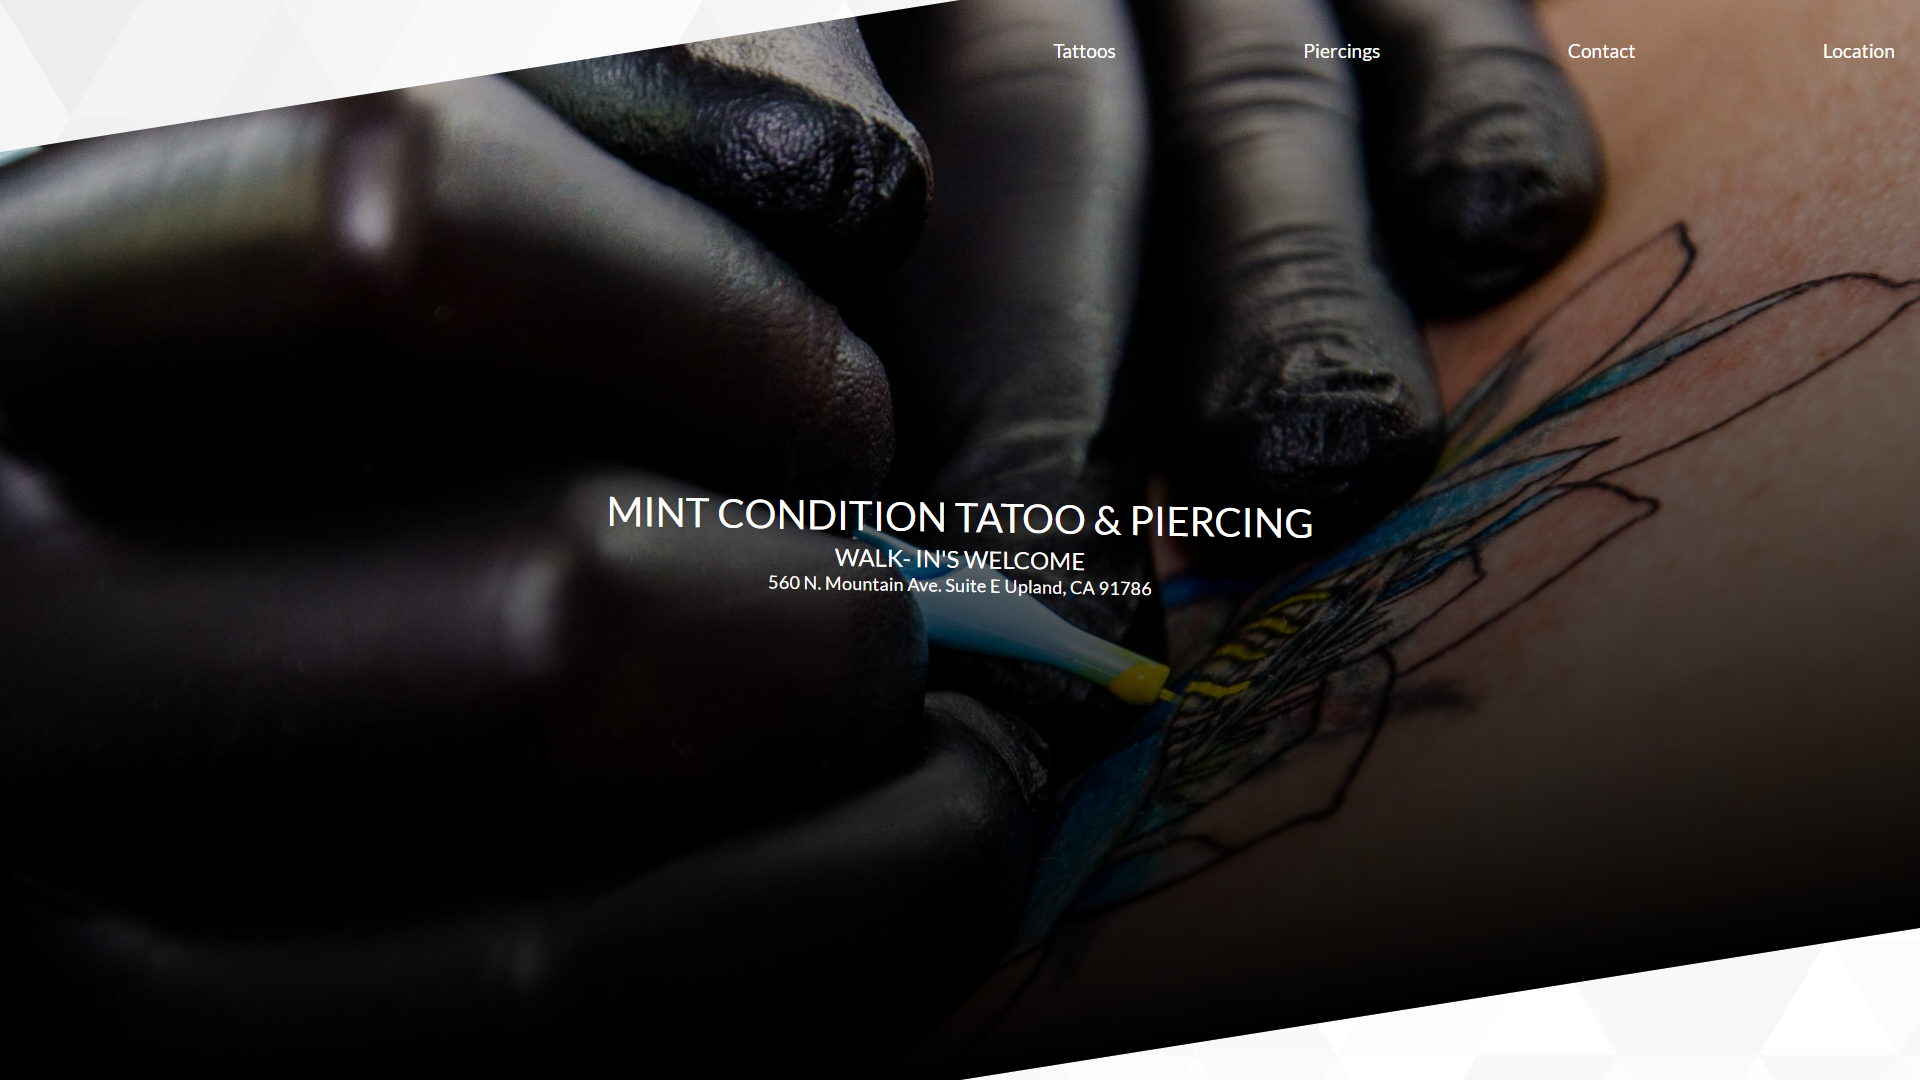 Tattoos
Piercings
Contact
Location
MINT CONDITION TATOO & PIERCING
WALK- IN'S WELCOME
560 N. Mountain Ave. Suite E Upland, CA 91786